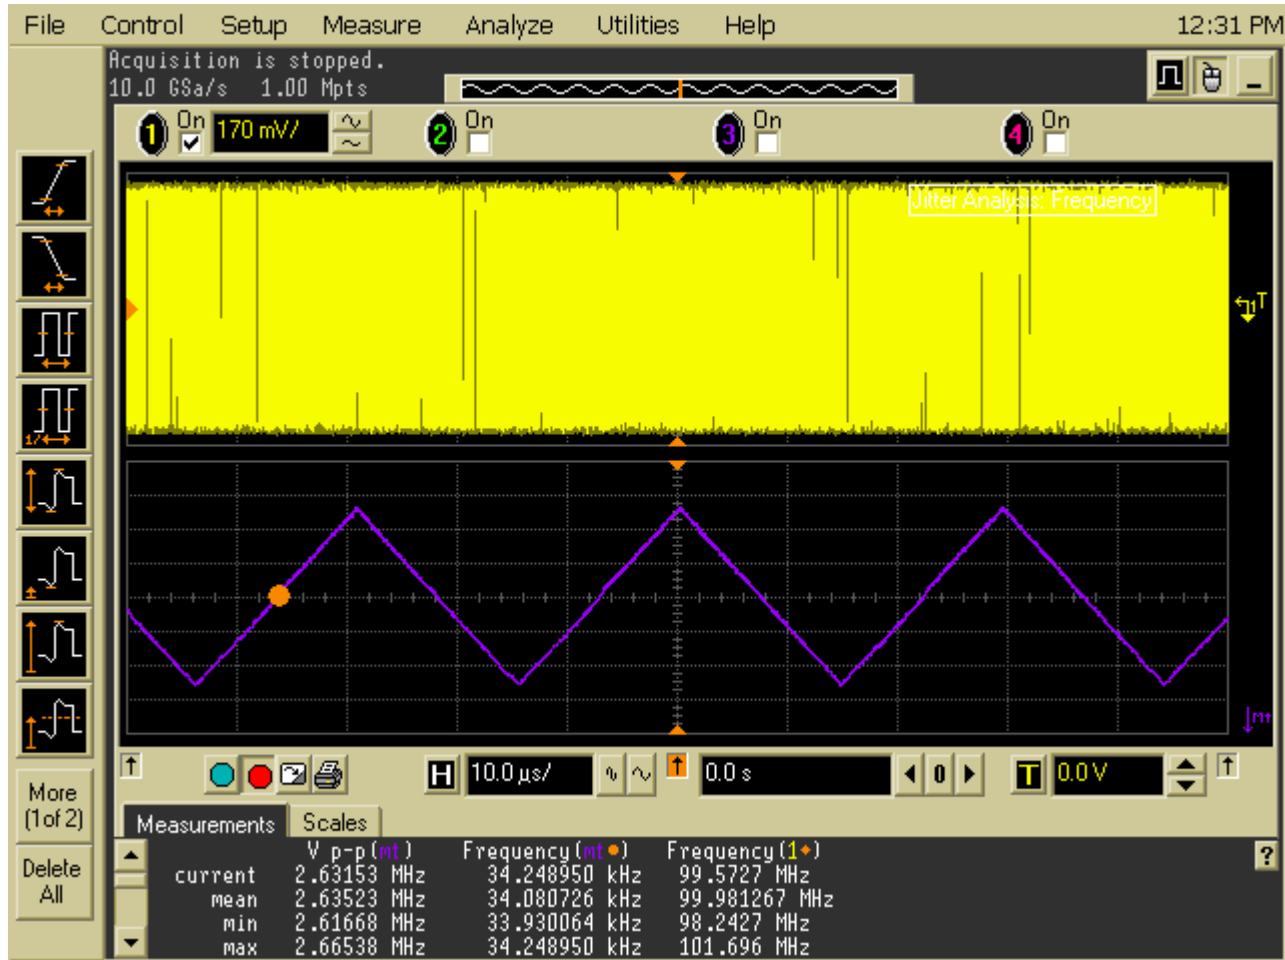 File Control Setup Measure Analyze Utilities Help 12:31 PM
Acquisition is stopped.
10.0 GSa/s 1.00 Mpts
1 On 170 mV/ 2 On 3 On 4 On
Jitter Analysis: Frequency
1 T
1/
mt
H 10.0 µs/ 0.0 s 0 T 0.0 V
More
(1of 2)
Delete
All
Measurements Scales
V p-p(mt) Frequency(mt●) Frequency(1◆) ?
current 2.63153 MHz 34.248950 kHz 99.5727 MHz
mean 2.63523 MHz 34.080726 kHz 99.981267 MHz
min 2.61668 MHz 33.930064 kHz 98.2427 MHz
max 2.66538 MHz 34.248950 kHz 101.696 MHz